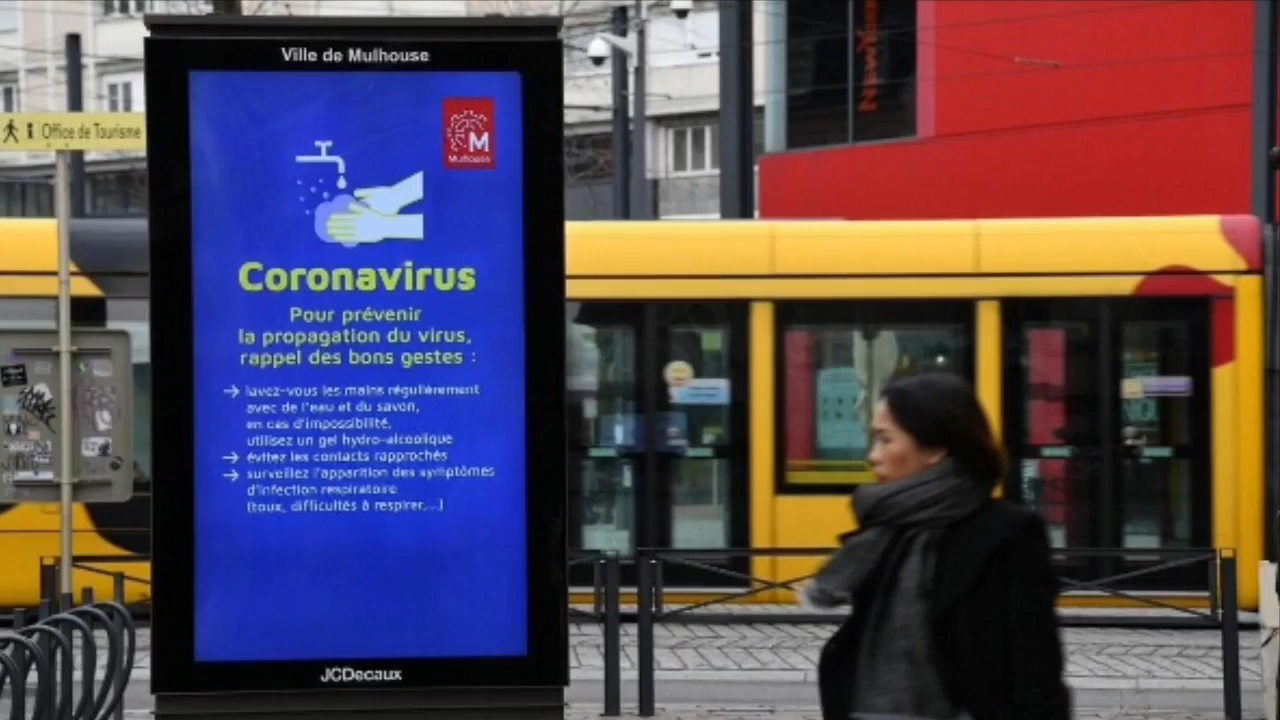 Ville de Mulhouse
Office de Tourisme
M
Mulhouse
Coronavirus
Pour prévenir
la propagation du virus,
rappel des bons gestes :
→ lavez-vous les mains régulièrement
avec de l'eau et du savon,
en cas d'impossibilité,
utilisez un gel hydro-alcoolique
→ évitez les contacts rapprochés
→ surveillez l'apparition des symptômes
d'infection respiratoire
(toux, difficultés à respirer,...)
JCDecaux